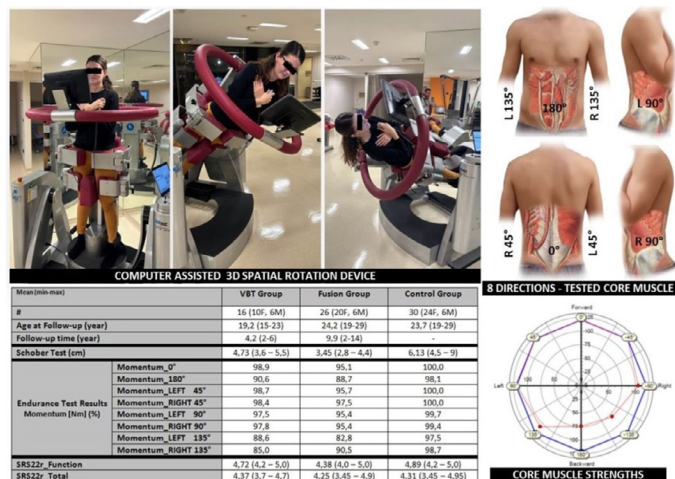 COMPUTER ASSISTED 3D SPATIAL ROTATION DEVICE
L 135°
180°
R 135°
L 90°
R 45°
0°
L 45°
R 90°
8 DIRECTIONS - TESTED CORE MUSCLE
Mean (min-max) VBT Group Fusion Group Control Group
# 16 (10F, 6M) 26 (20F, 6M) 30 (24F, 6M)
Age at Follow-up (year) 19,2 (15-23) 24,2 (19-29) 23,7 (19-29)
Follow-up time (year) 4,2 (2-6) 9,9 (2-14) -
Schober Test (cm) 4,73 (3,6 – 5,5) 3,45 (2,8 – 4,4) 6,13 (4,5 – 9)
Endurance Test Results
Momentum [Nm] (%)
Momentum_0° 98,9 95,1 100,0
Momentum_180° 90,6 88,7 98,1
Momentum_LEFT 45° 98,7 95,7 100,0
Momentum_RIGHT 45° 98,4 97,5 100,0
Momentum_LEFT 90° 97,5 95,4 99,7
Momentum_RIGHT 90° 97,8 95,4 99,4
Momentum_LEFT 135° 88,6 82,8 97,5
Momentum_RIGHT 135° 85,0 90,5 98,7
SRS22r_Function 4,72 (4,2 – 5,0) 4,38 (4,0 – 5,0) 4,89 (4,2 – 5,0)
SRS22r_Total 4,37 (3,7 – 4,7) 4,25 (3,45 – 4,9) 4,31 (3,45 – 4,95)
Forward
0°
45°
-45°
Left
90°
-90°
Right
135°
-135°
180°
Backward
CORE MUSCLE STRENGTHS